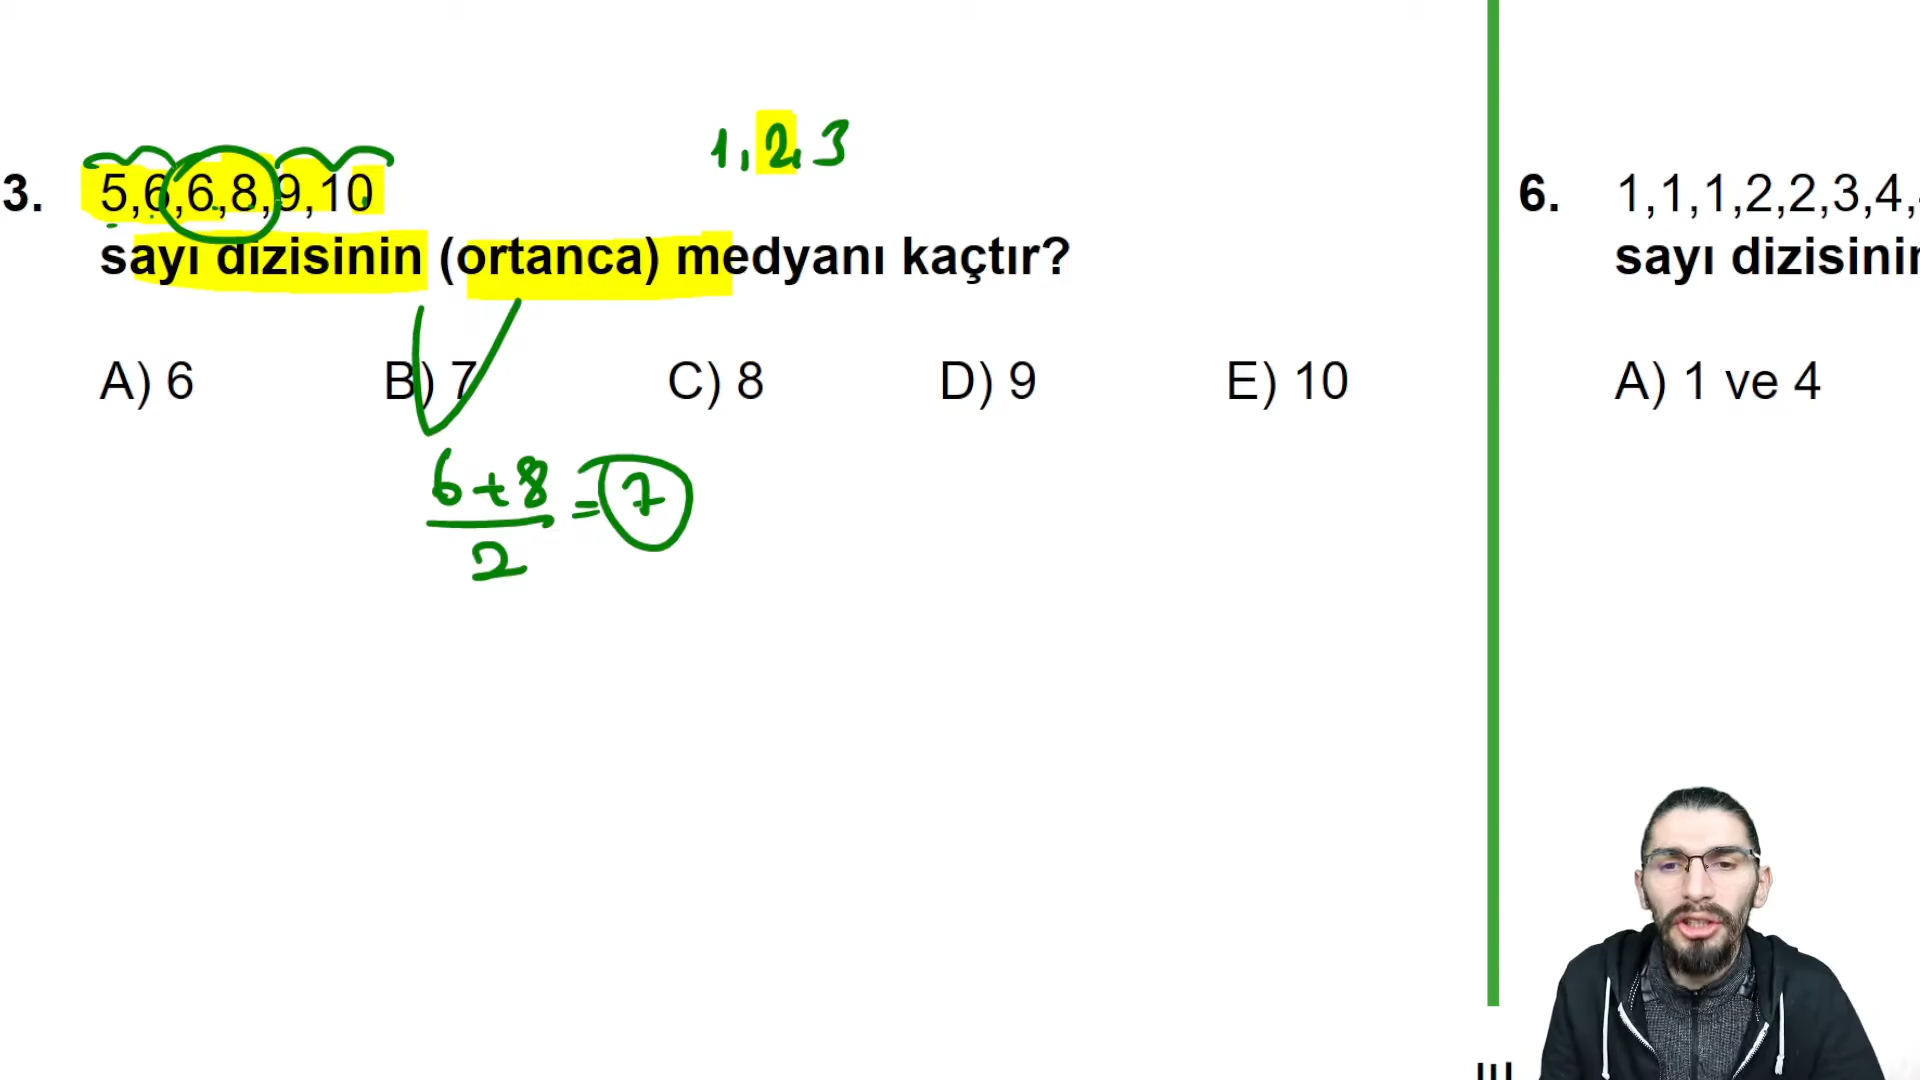 1, 2, 3
3. 5,6,6,8,9,10
sayı dizisinin (ortanca) medyanı kaçtır?
A) 6 B) 7 C) 8 D) 9 E) 10
6+8
2
= 7
6. 1,1,1,2,2,3,4,
sayı dizisinin
A) 1 ve 4